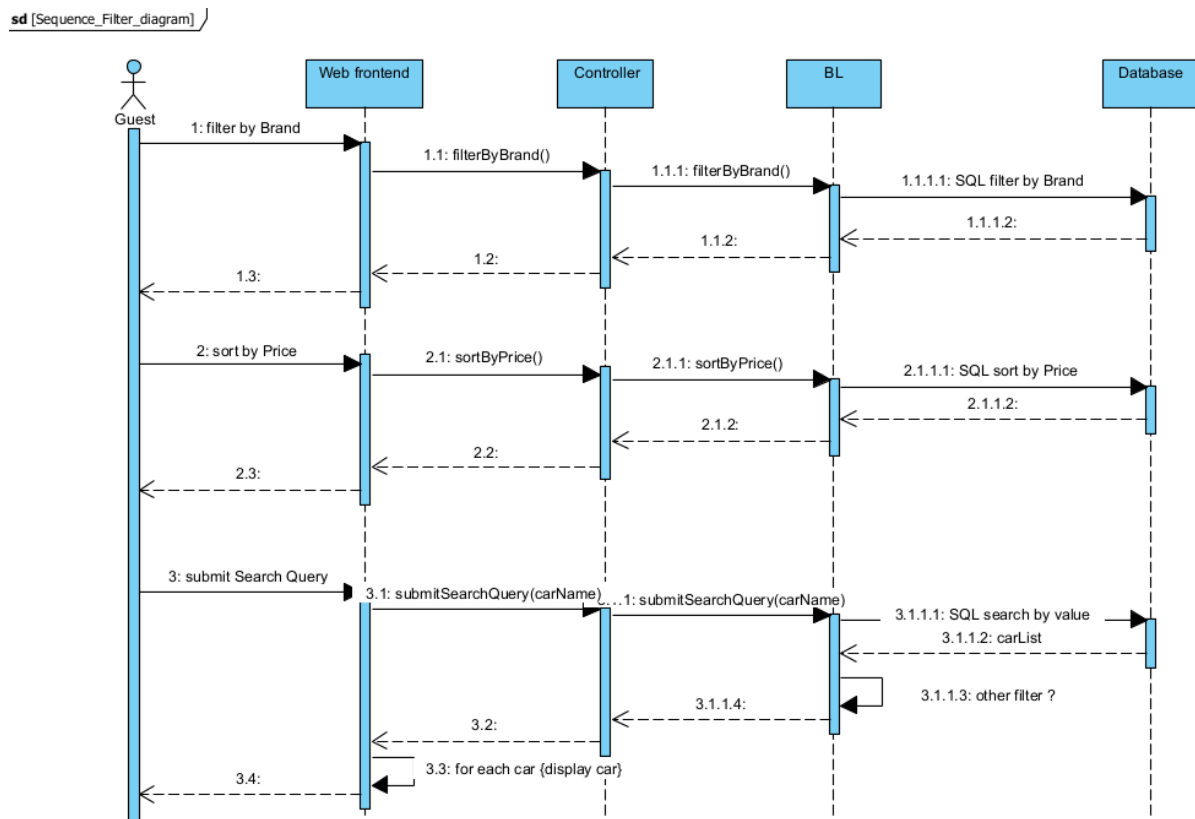 sd [Sequence_Filter_diagram]
Guest
Web frontend
Controller
BL
Database
1: filter by Brand
1.1: filterByBrand()
1.1.1: filterByBrand()
1.1.1.1: SQL filter by Brand
1.1.1.2:
1.1.2:
1.2:
1.3:
2: sort by Price
2.1: sortByPrice()
2.1.1: sortByPrice()
2.1.1.1: SQL sort by Price
2.1.1.2:
2.1.2:
2.2:
2.3:
3: submit Search Query
3.1: submitSearchQuery(carName)
submitSearchQuery(carName)
3.1.1.1: SQL search by value
3.1.1.2: carList
3.1.1.3: other filter ?
3.1.1.4:
3.2:
3.3: for each car {display car}
3.4: